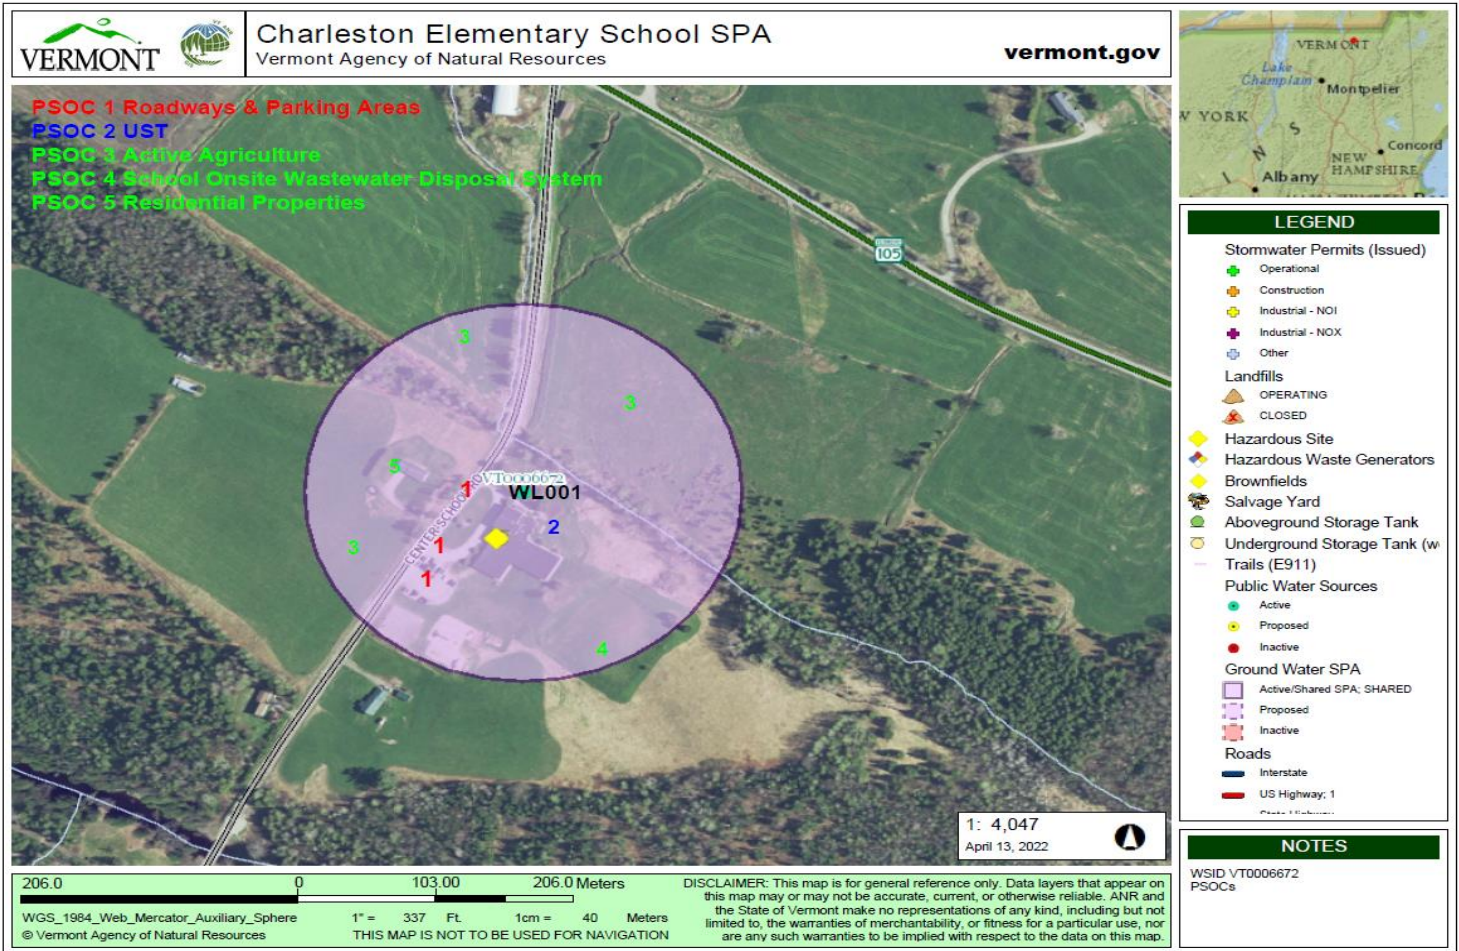 VERMONT
Charleston Elementary School SPA
Vermont Agency of Natural Resources
vermont.gov
PSOC 1 Roadways & Parking Areas
PSOC 2 UST
PSOC 3 Active Agriculture
PSOC 4 School Onsite Wastewater Disposal System
PSOC 5 Residential Properties
105
3
3
5
1
VT0006672
WL001
CENTER SCHOOL RO
2
1
3
1
4
1: 4,047
April 13, 2022
VERMONT
Lake
Champlain
Montpelier
W YORK
S
N
I
Concord
NEW
HAMPSHIRE
Albany
LEGEND
Stormwater Permits (Issued)
Operational
Construction
Industrial - NOI
Industrial - NOX
Other
Landfills
OPERATING
CLOSED
Hazardous Site
Hazardous Waste Generators
Brownfields
Salvage Yard
Aboveground Storage Tank
Underground Storage Tank (w
Trails (E911)
Public Water Sources
Active
Proposed
Inactive
Ground Water SPA
Active/Shared SPA; SHARED
Proposed
Inactive
Roads
Interstate
US Highway; 1
State Highway
NOTES
WSID VT0006672
PSOCs
206.0 0 103.00 206.0 Meters
WGS_1984_Web_Mercator_Auxiliary_Sphere
1" = 337 Ft. 1cm = 40 Meters
© Vermont Agency of Natural Resources
THIS MAP IS NOT TO BE USED FOR NAVIGATION
DISCLAIMER: This map is for general reference only. Data layers that appear on
this map may or may not be accurate, current, or otherwise reliable. ANR and
the State of Vermont make no representations of any kind, including but not
limited to, the warranties of merchantability, or fitness for a particular use, nor
are any such warranties to be implied with respect to the data on this map.